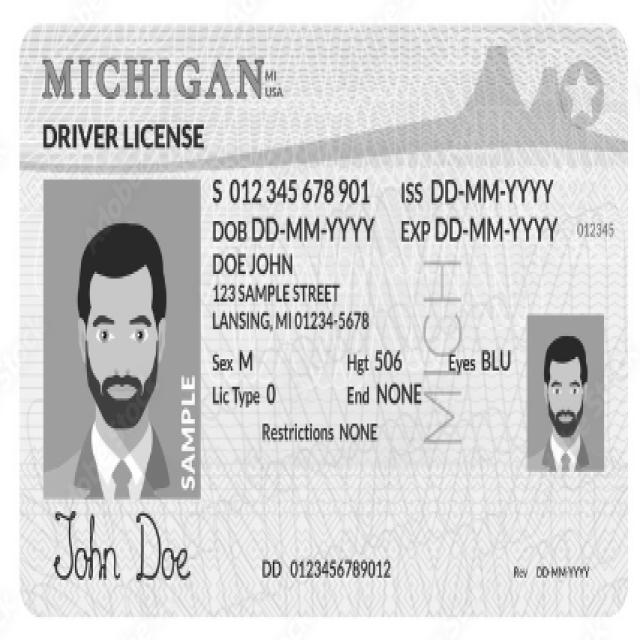 MICHIGAN MI USA
DRIVER LICENSE
S 012 345 678 901 ISS DD-MM-YYYY
DOB DD-MM-YYYY EXP DD-MM-YYYY 012345
DOE JOHN
123 SAMPLE STREET
LANSING, MI 01234-5678
MICH
Sex M Hgt 506 Eyes BLU
Lic Type 0 End NONE
Restrictions NONE
SAMPLE
John Doe
DD 0123456789012 Rev DD-MM-YYYY